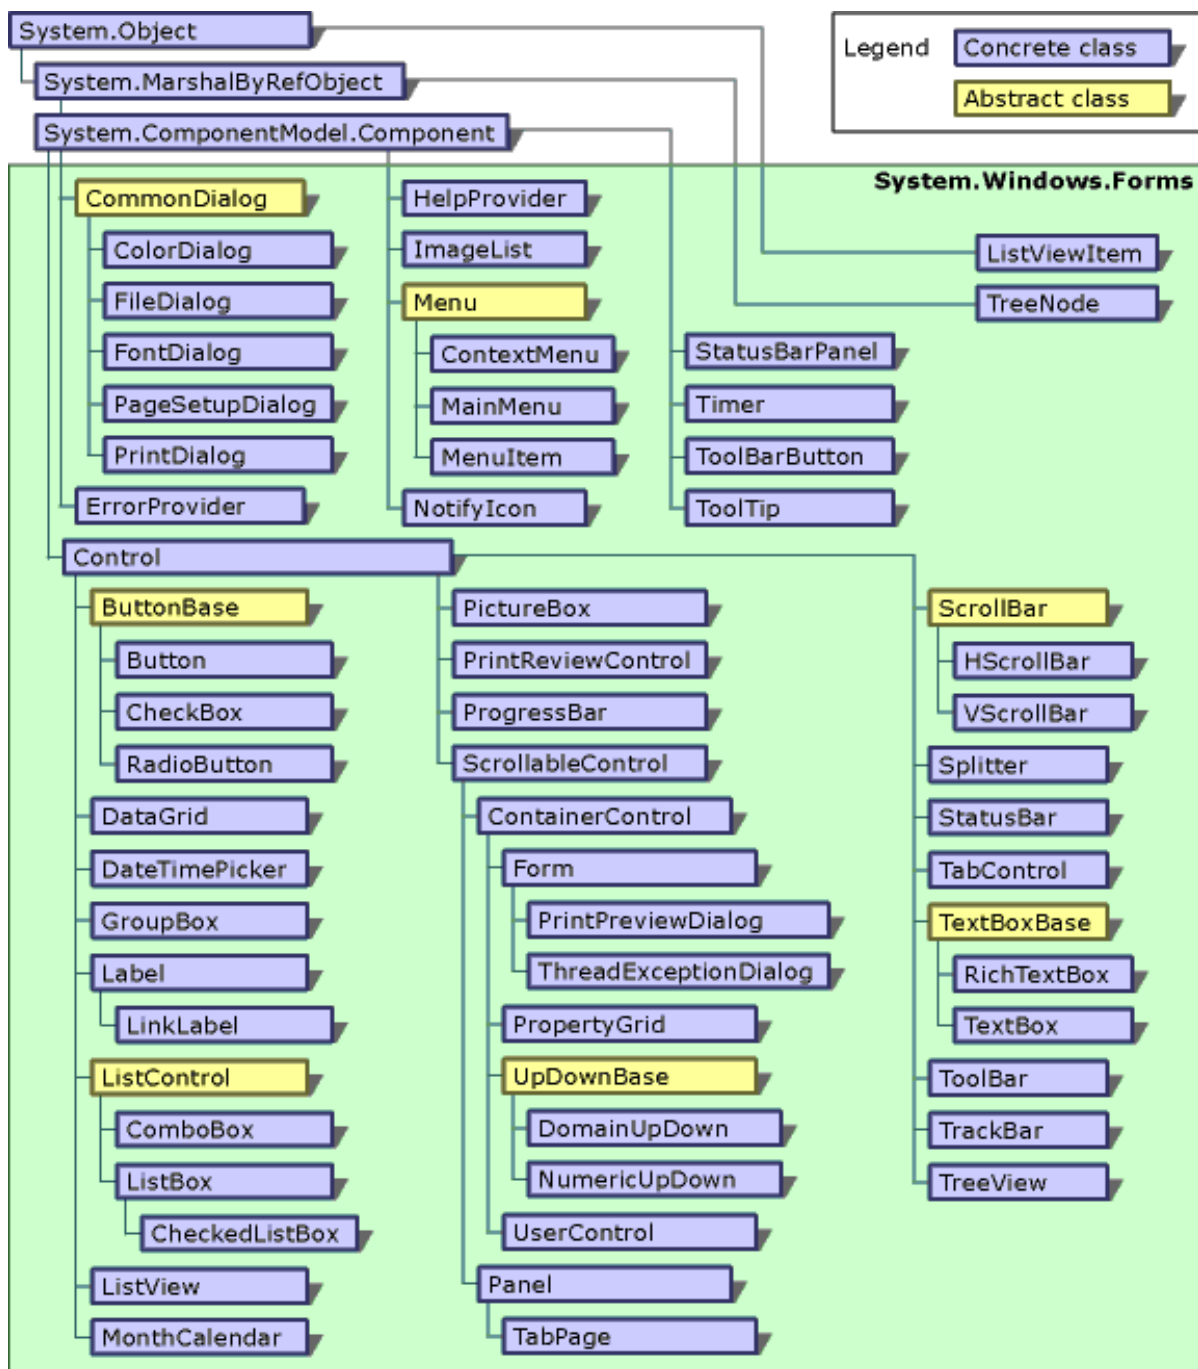 System.Object
Legend
Concrete class
Abstract class
System.MarshalByRefObject
System.ComponentModel.Component
System.Windows.Forms
CommonDialog
ColorDialog
FileDialog
FontDialog
PageSetupDialog
PrintDialog
ErrorProvider
HelpProvider
ImageList
Menu
ContextMenu
MainMenu
MenuItem
NotifyIcon
StatusBarPanel
Timer
ToolBarButton
ToolTip
ListViewItem
TreeNode
Control
ButtonBase
Button
CheckBox
RadioButton
DataGrid
DateTimePicker
GroupBox
Label
LinkLabel
ListControl
ComboBox
ListBox
CheckedListBox
ListView
MonthCalendar
PictureBox
PrintReviewControl
ProgressBar
ScrollableControl
ContainerControl
Form
PrintPreviewDialog
ThreadExceptionDialog
PropertyGrid
UpDownBase
DomainUpDown
NumericUpDown
UserControl
Panel
TabPage
ScrollBar
HScrollBar
VScrollBar
Splitter
StatusBar
TabControl
TextBoxBase
RichTextBox
TextBox
ToolBar
TrackBar
TreeView